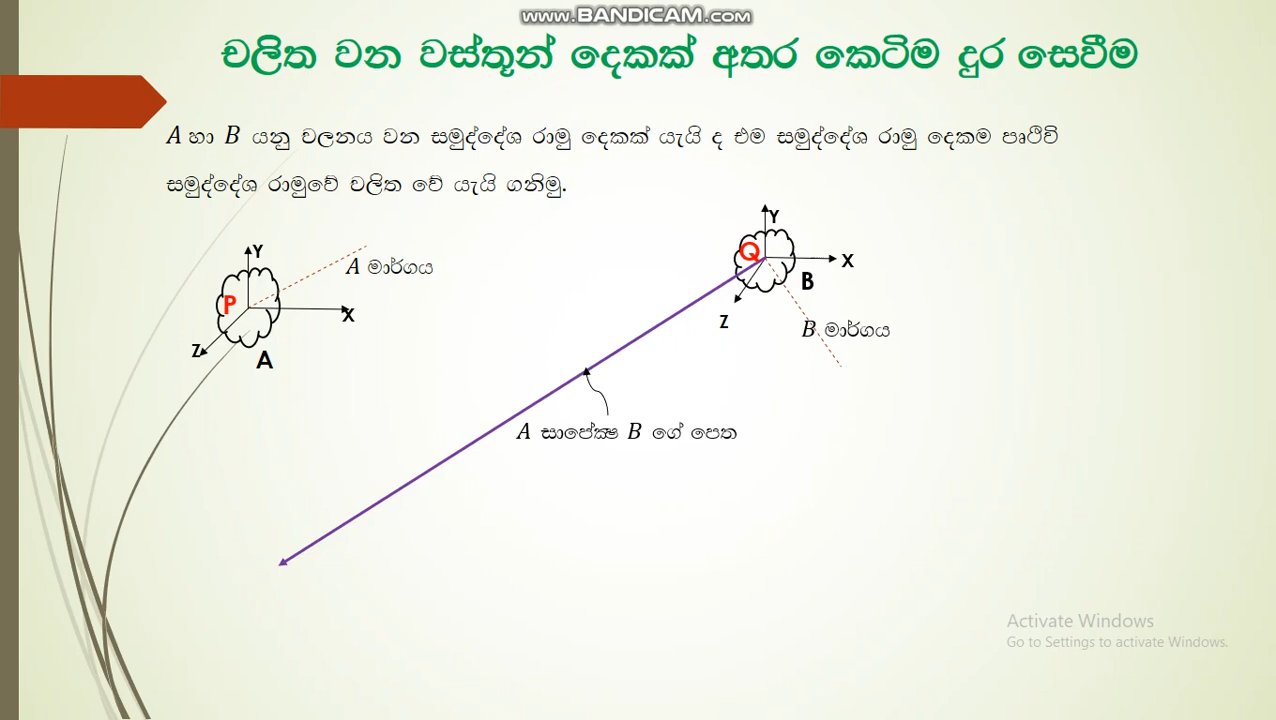 www.BANDICAM.com
චලිත වන වස්තූන් දෙකක් අතර කෙටිම දුර සෙවීම
A හා B යනු චලනය වන සමුද්දේශ රාමු දෙකක් යැයි ද එම සමුද්දේශ රාමු දෙකම පෘථිවි
සමුද්දේශ රාමුවේ චලිත වේ යැයි ගනිමු.
Y
Q
X
B
Z
B මාර්ගය
Y
A මාර්ගය
P
X
Z
A
A සාපේක්ෂ B ගේ පෙත
Activate Windows
Go to Settings to activate Windows.